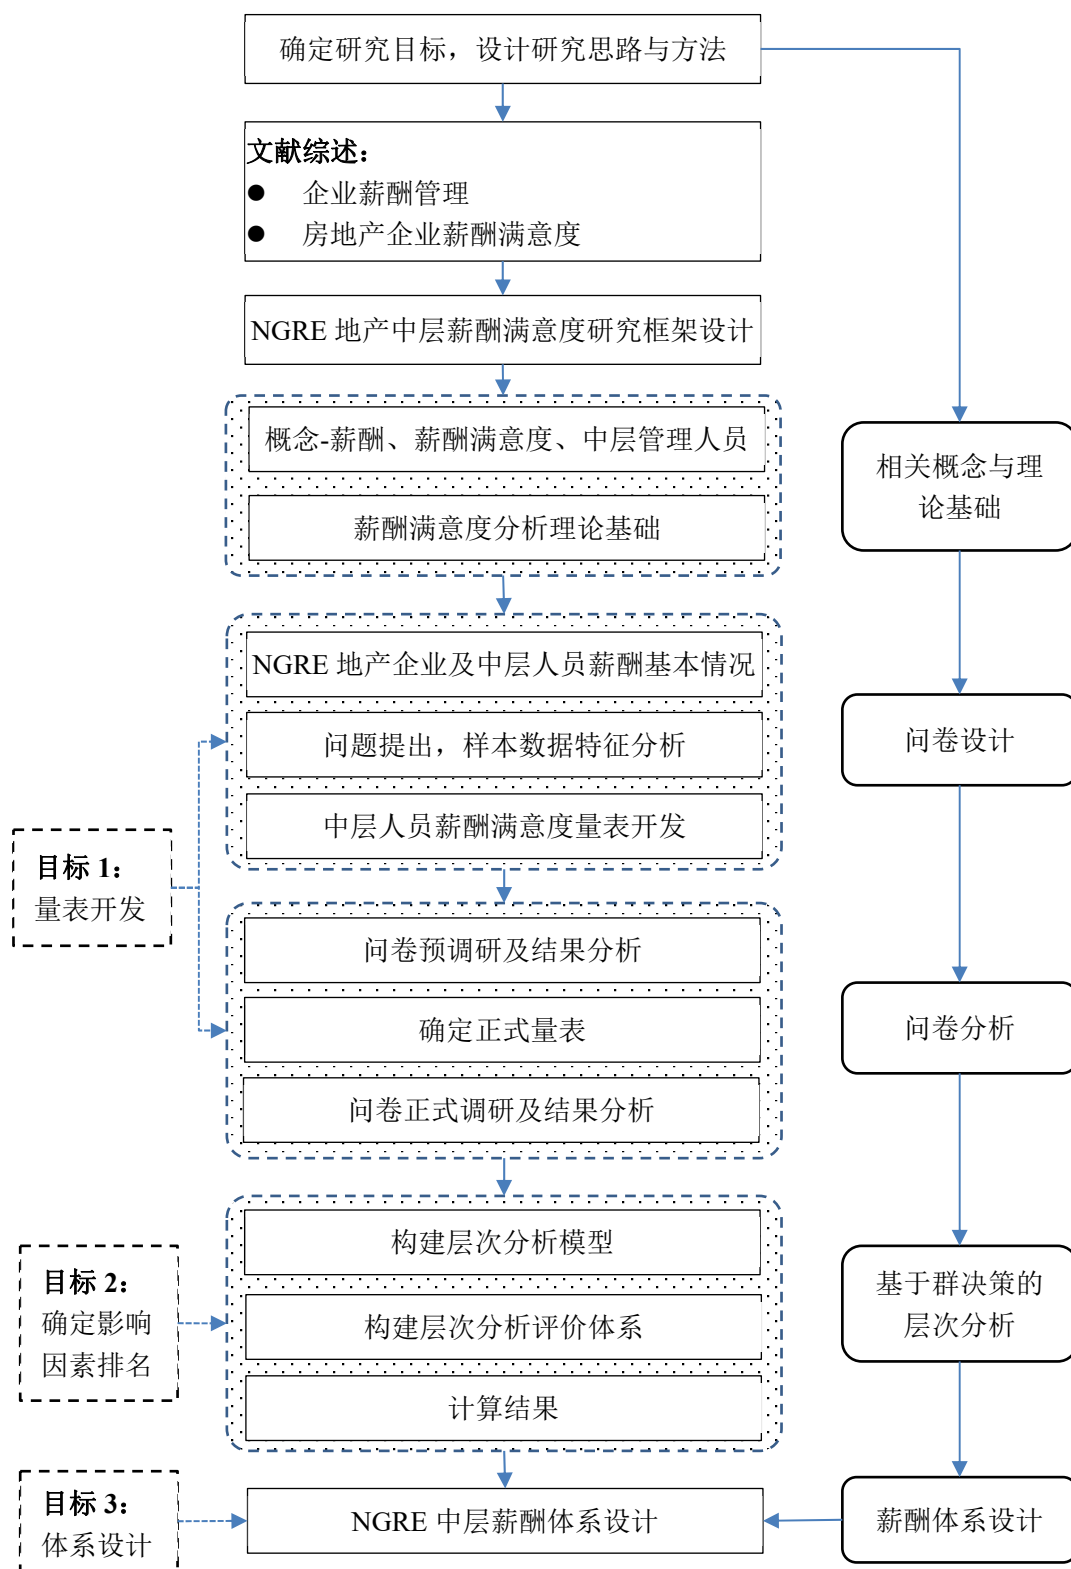 确定研究目标，设计研究思路与方法
文献综述：
● 企业薪酬管理
● 房地产企业薪酬满意度
NGRE 地产中层薪酬满意度研究框架设计
概念-薪酬、薪酬满意度、中层管理人员
薪酬满意度分析理论基础
相关概念与理
论基础
NGRE 地产企业及中层人员薪酬基本情况
问题提出，样本数据特征分析
中层人员薪酬满意度量表开发
问卷设计
目标 1：
量表开发
问卷预调研及结果分析
确定正式量表
问卷正式调研及结果分析
问卷分析
构建层次分析模型
构建层次分析评价体系
计算结果
目标 2：
确定影响
因素排名
基于群决策的
层次分析
目标 3：
体系设计
NGRE 中层薪酬体系设计
薪酬体系设计